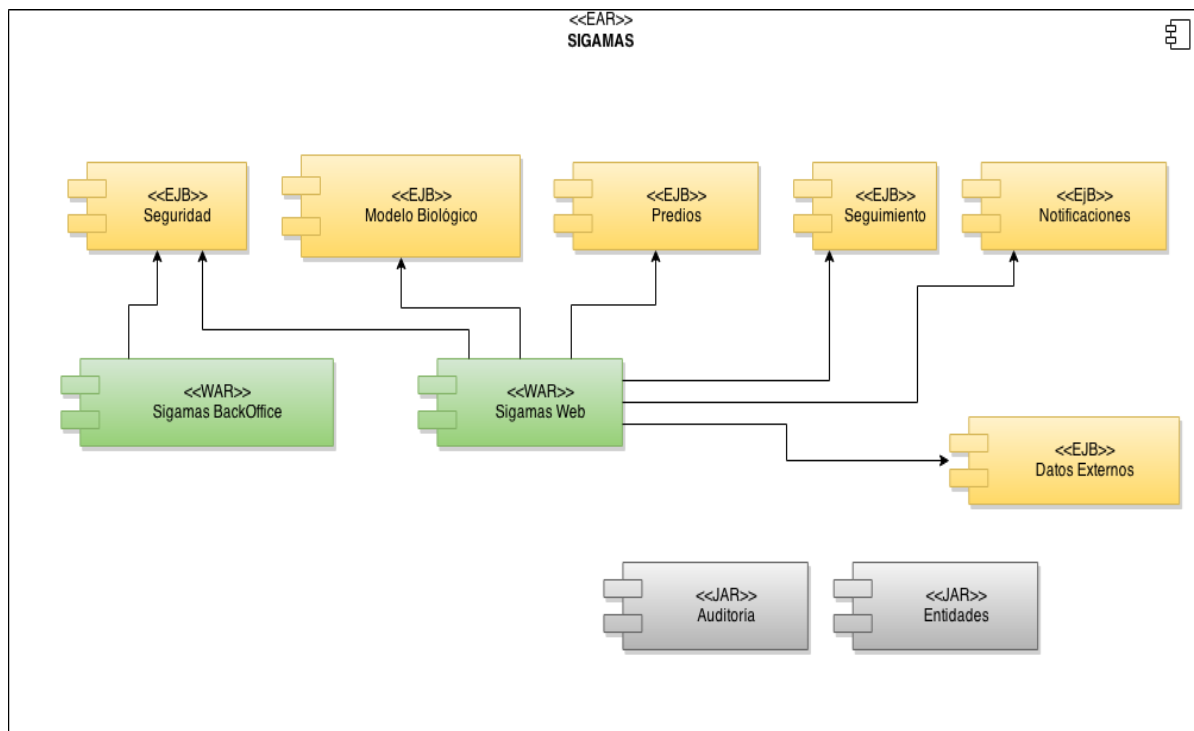 <<EAR>>
SIGAMAS
<<EJB>>
Seguridad
<<EJB>>
Modelo Biológico
<<EJB>>
Predios
<<EJB>>
Seguimiento
<<EjB>>
Notificaciones
<<WAR>>
Sigamas BackOffice
<<WAR>>
Sigamas Web
<<EJB>>
Datos Externos
<<JAR>>
Auditoría
<<JAR>>
Entidades